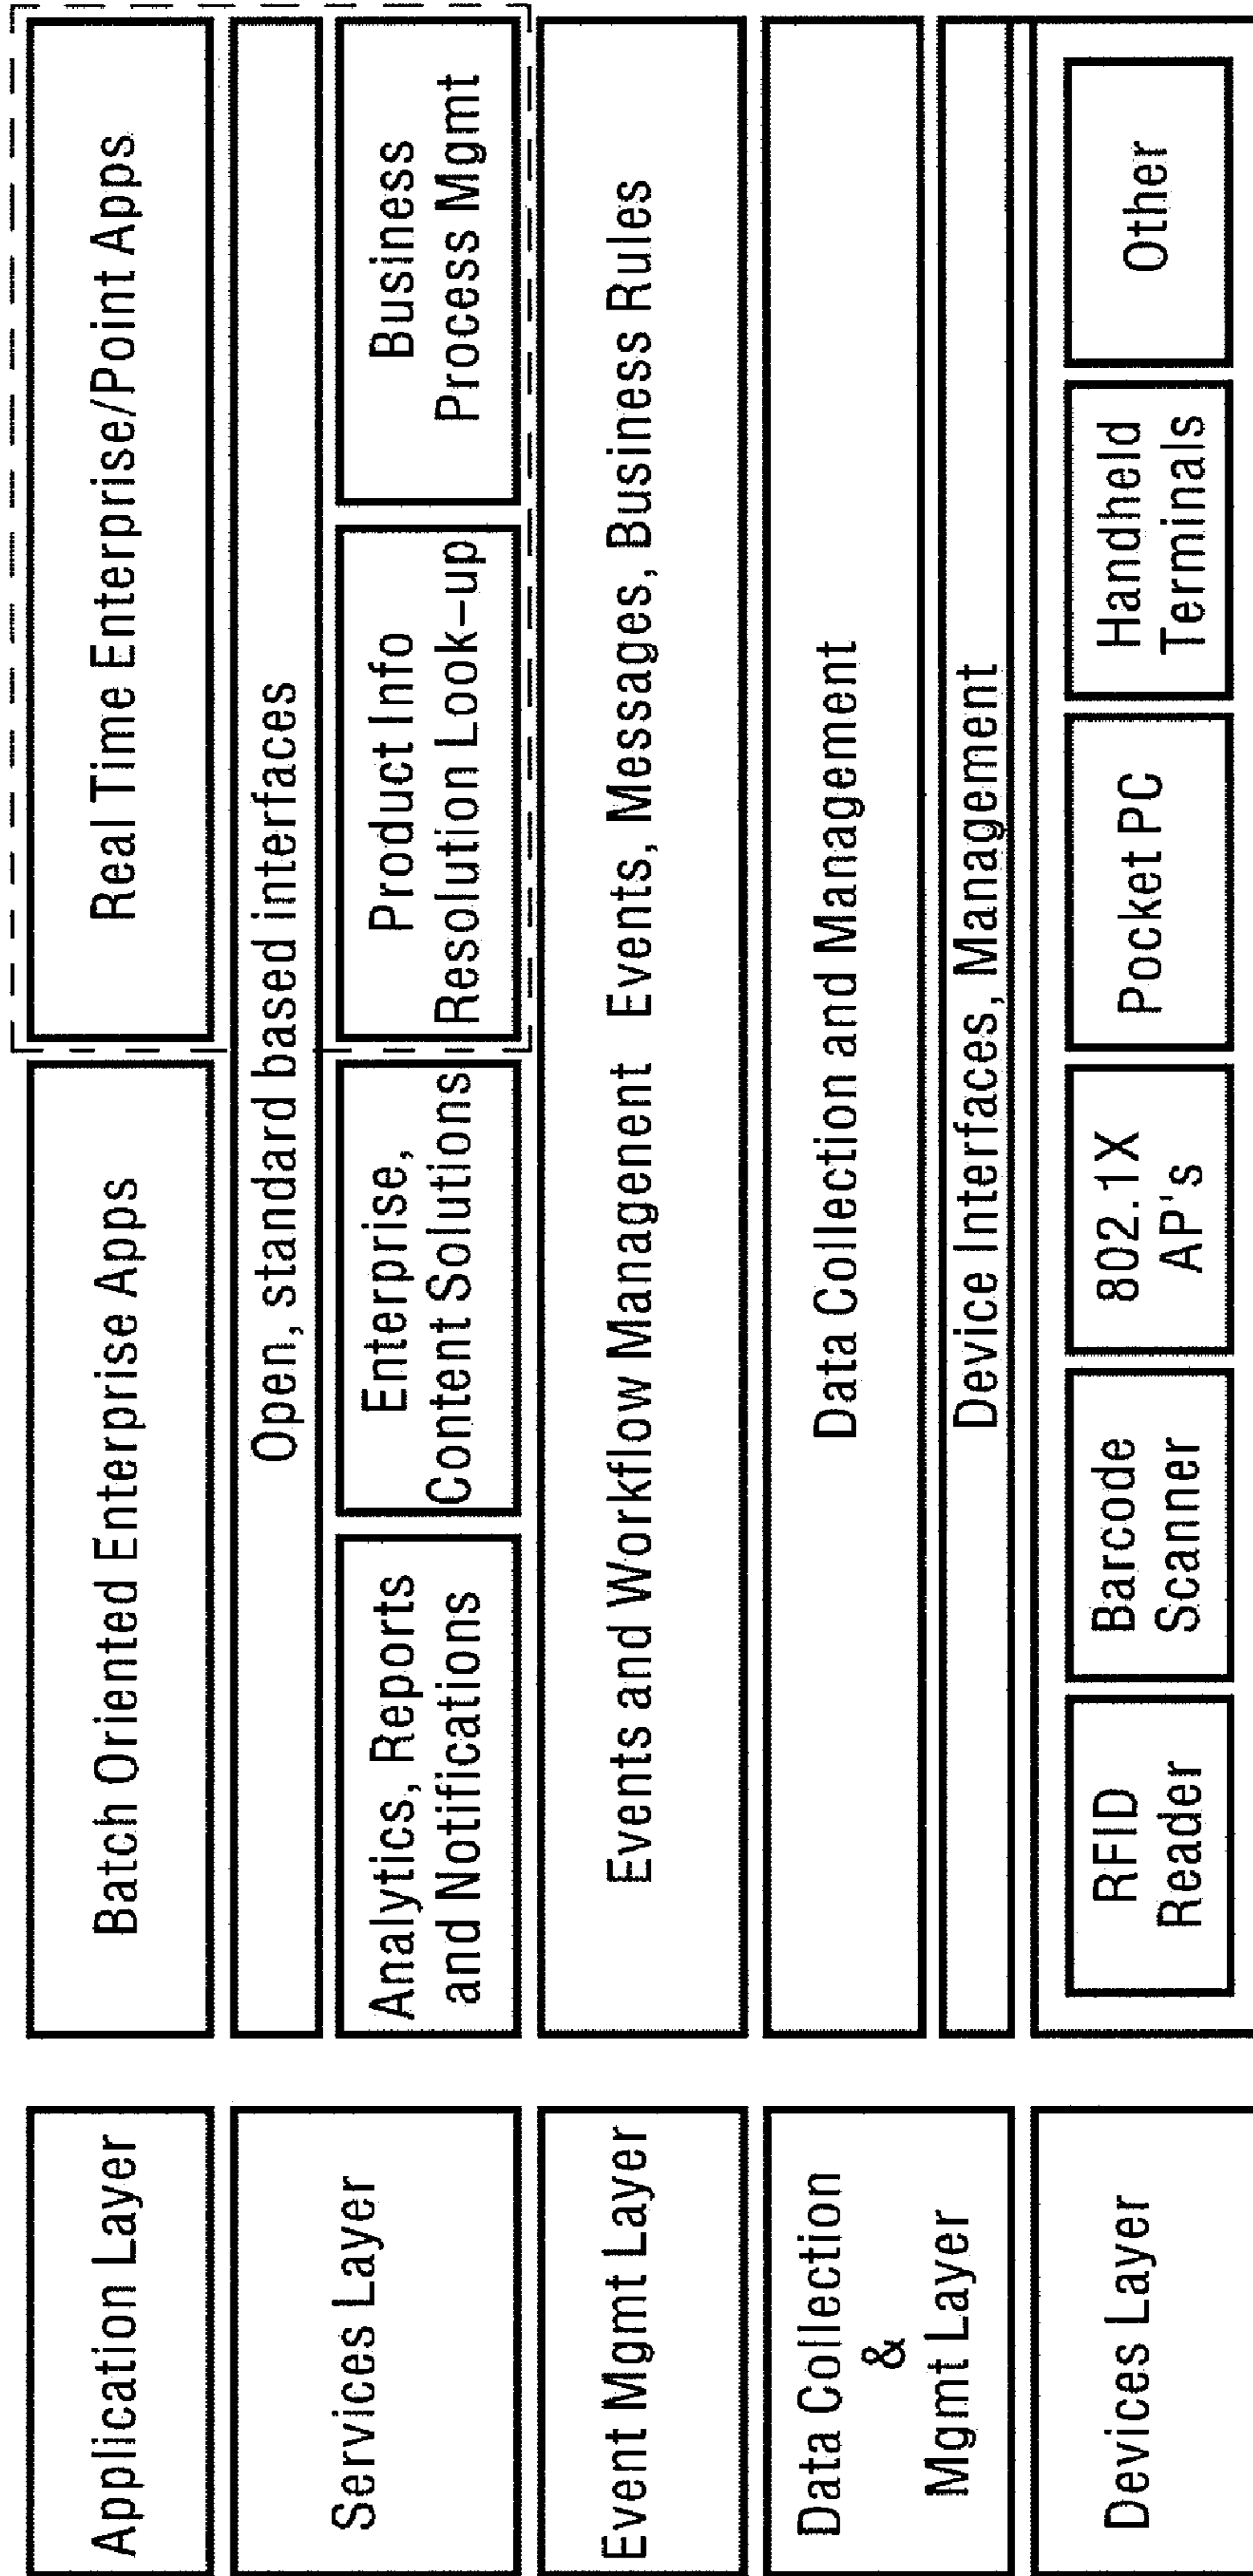 Application Layer
Batch Oriented Enterprise Apps
Real Time Enterprise/Point Apps
Services Layer
Open, standard based interfaces
Analytics, Reports
and Notifications
Enterprise,
Content Solutions
Product Info
Resolution Look-up
Business
Process Mgmt
Event Mgmt Layer
Events and Workflow Managenent Events, Messages, Business Rules
Data Collection
&
Mgmt Layer
Data Collection and Management
Device Interfaces, Management
Devices Layer
RFID
Reader
Barcode
Scanner
802.1X
AP's
Pocket PC
Handheld
Terminals
Other